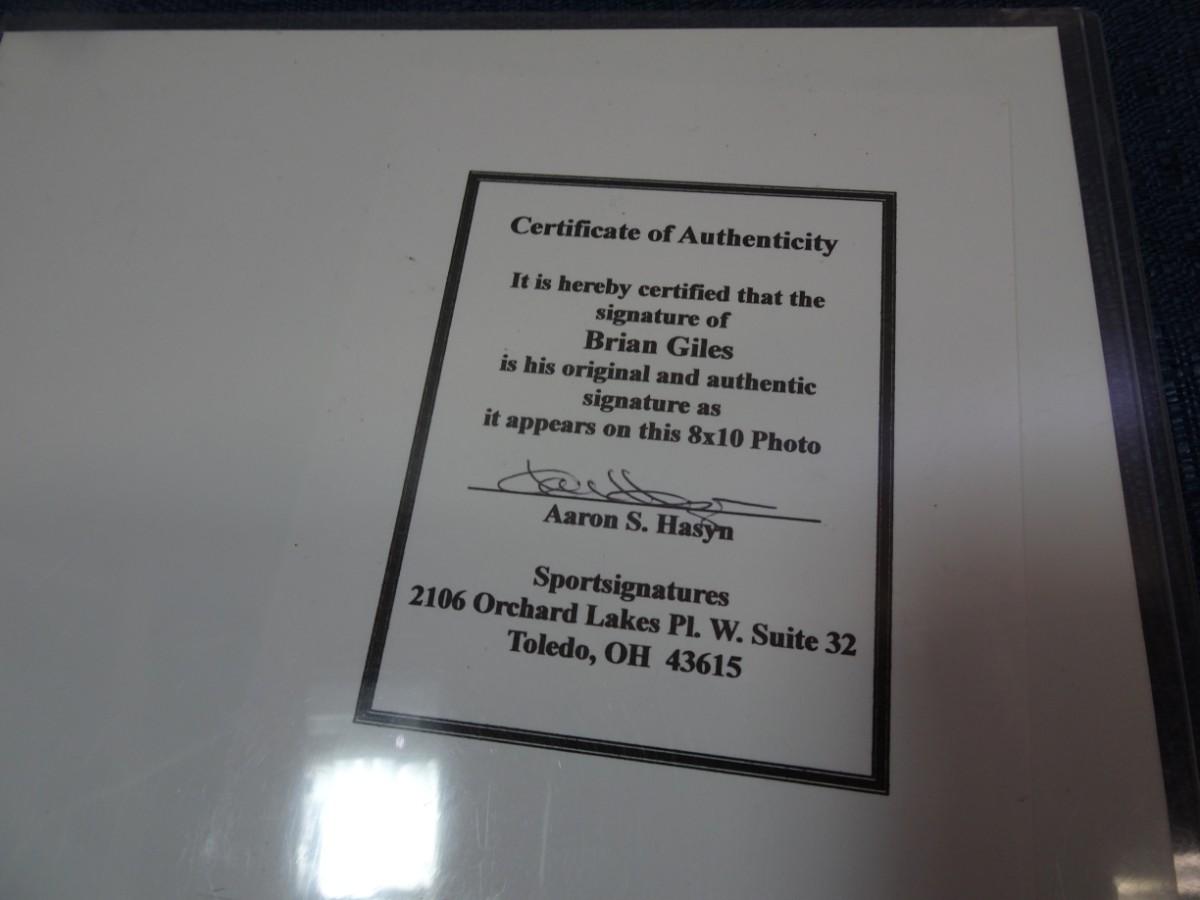 Certificate of Authenticity
It is hereby certified that the
signature of
Brian Giles
is his original and authentic
signature as
it appears on this 8x10 Photo
Aaron S. Hasyn
Sportsignatures
2106 Orchard Lakes Pl. W. Suite 32
Toledo, OH 43615